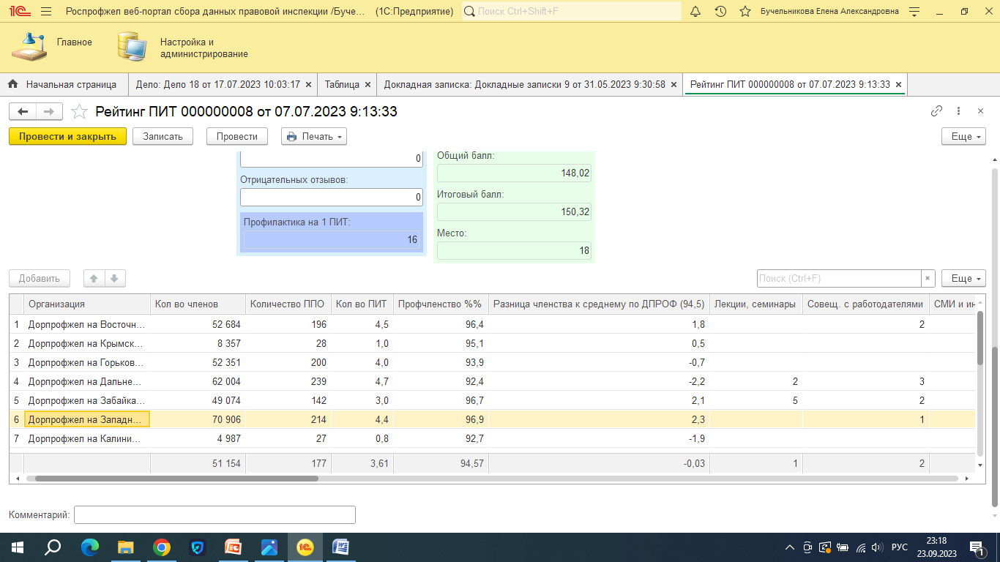 1С Роспрофжел веб-портал сбора данных правовой инспекции /Буче... (1С:Предприятие) Поиск Ctrl+Shift+F Бучельникова Елена Александровна
Главное
Настройка и
администрирование
Начальная страница Дело: Дело 18 от 17.07.2023 10:03:17 × Таблица × Докладная записка: Докладные записки 9 от 31.05.2023 9:30:58 × Рейтинг ПИТ 000000008 от 07.07.2023 9:13:33 ×
Рейтинг ПИТ 000000008 от 07.07.2023 9:13:33
Провести и закрыть Записать Провести Печать Еще
0
Отрицательных отзывов:
0
Профилактика на 1 ПИТ:
16
Общий балл:
148,02
Итоговый балл:
150,32
Место:
18
Добавить Поиск (Ctrl+F) × Еще
Организация Кол во членов Количество ППО Кол во ПИТ Профчленство %% Разница членства к среднему по ДПРОФ (94,5) Лекции, семинары Совещ. с работодателями СМИ и ин
1 Дорпрофжел на Восточн... 52 684 196 4,5 96,4 1,8 2
2 Дорпрофжел на Крымск... 8 357 28 1,0 95,1 0,5
3 Дорпрофжел на Горьков... 52 351 200 4,0 93,9 -0,7
4 Дорпрофжел на Дальне... 62 004 239 4,7 92,4 -2,2 2 3
5 Дорпрофжел на Забайка... 49 074 142 3,0 96,7 2,1 5 2
6 Дорпрофжел на Западн... 70 906 214 4,4 96,9 2,3 1
7 Дорпрофжел на Калини... 4 987 27 0,8 92,7 -1,9
51 154 177 3,61 94,57 -0,03 1 2
Комментарий:
РУС 23:18
23.09.2023 1